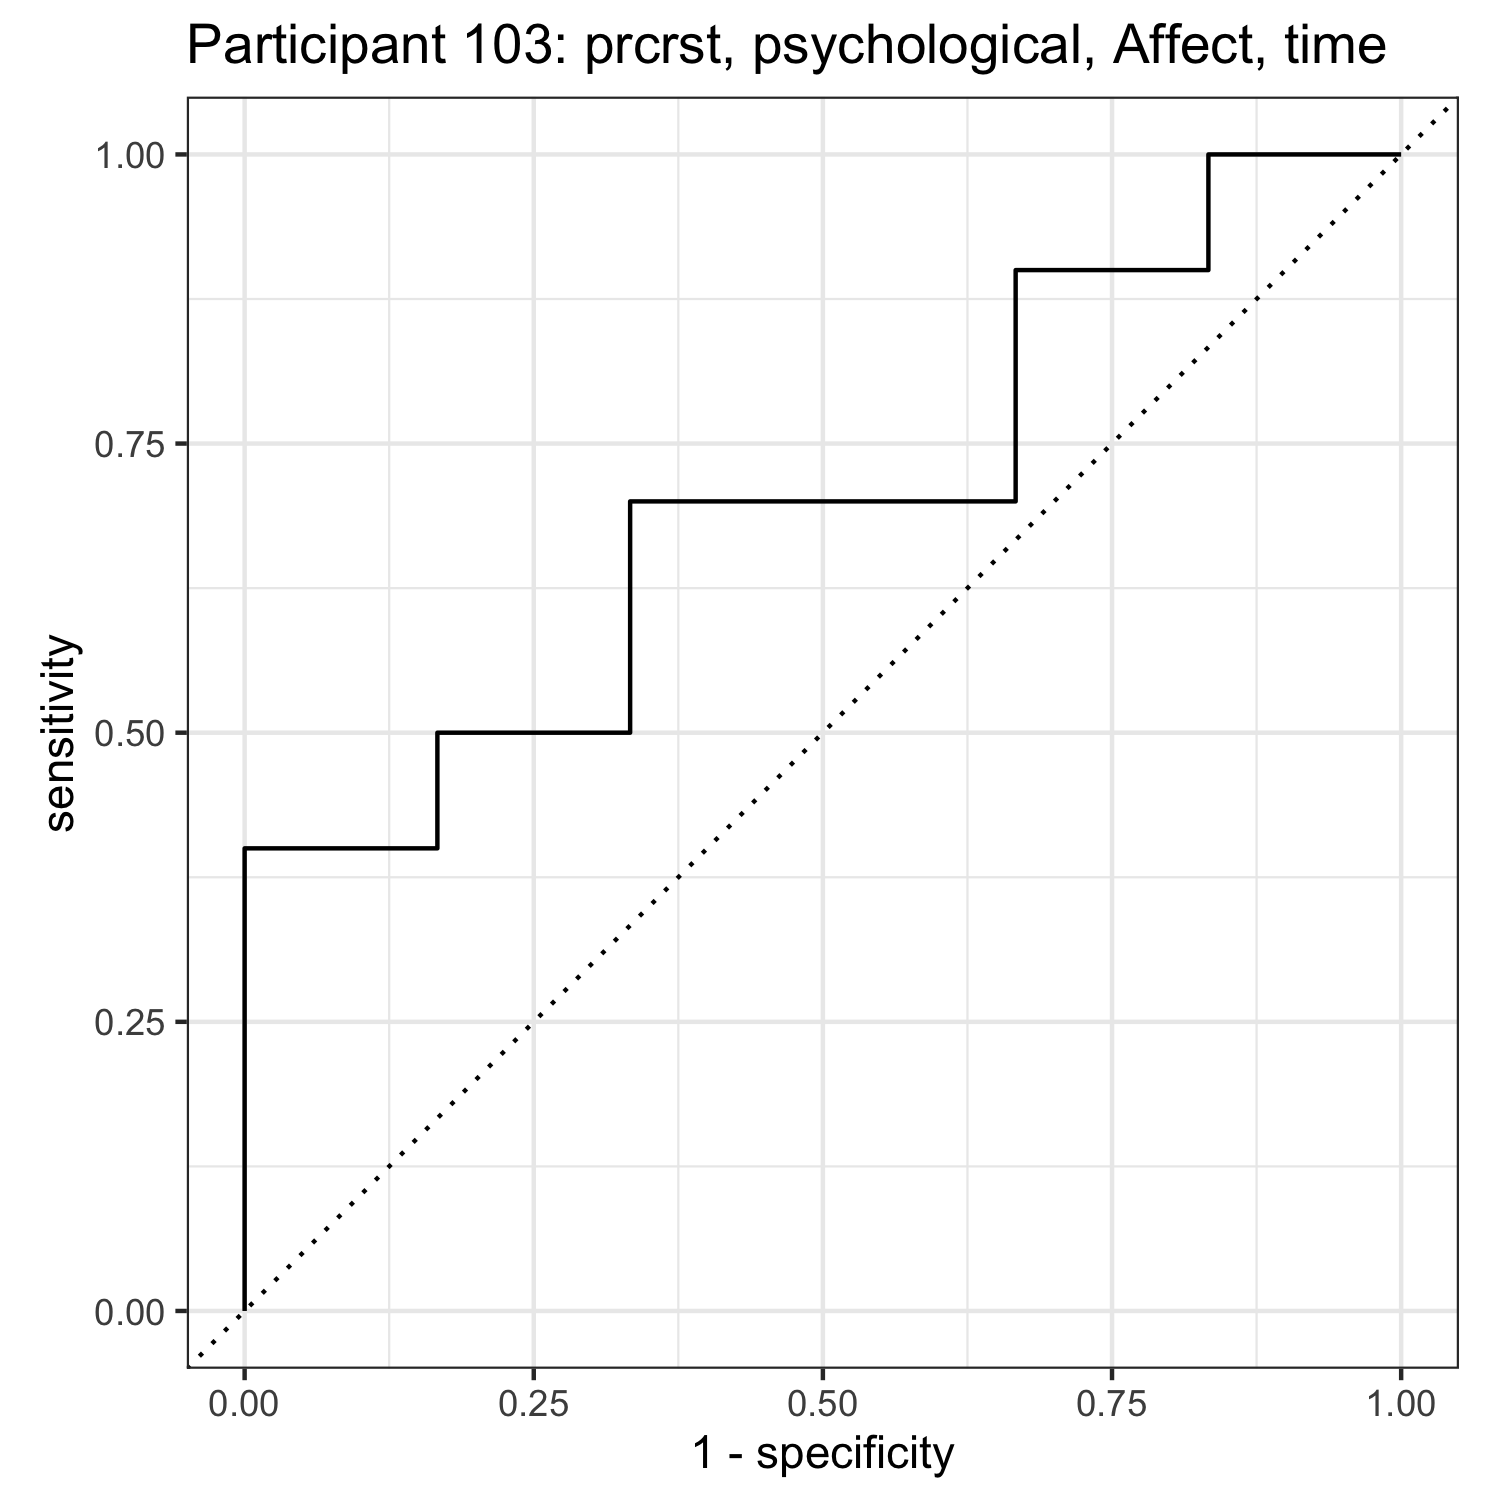 Participant 103: prcrst, psychological, Affect, time
1.00
0.75
0.50
0.25
0.00
sensitivity
0.00 0.25 0.50 0.75 1.00
1 - specificity